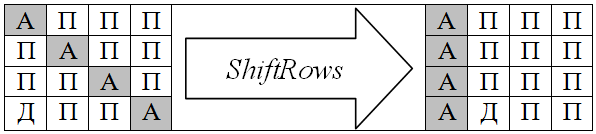 А П П П
П А П П
П П А П
Д П П А
ShiftRows
А П П П
А П П П
А П П П
А Д П П